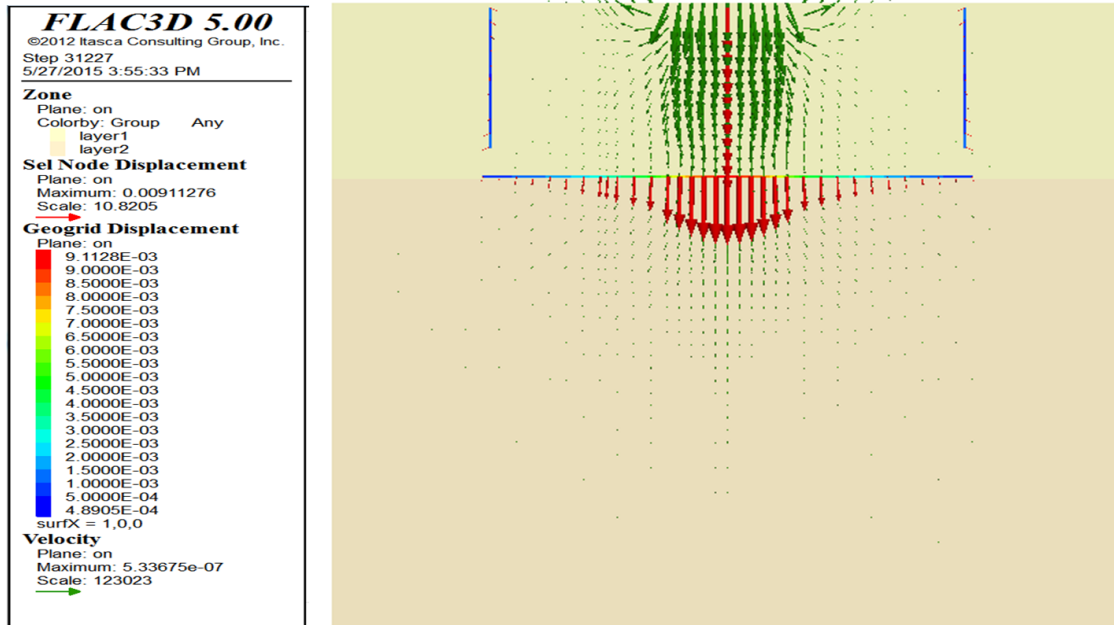 FLAC3D 5.00
©2012 Itasca Consulting Group, Inc.
Step 31227
5/27/2015 3:55:33 PM
Zone
Plane: on
Colorby: Group Any
layer1
layer2
Sel Node Displacement
Plane: on
Maximum: 0.00911276
Scale: 10.8205
Geogrid Displacement
Plane: on
9.1128E-03
9.0000E-03
8.5000E-03
8.0000E-03
7.5000E-03
7.0000E-03
6.5000E-03
6.0000E-03
5.5000E-03
5.0000E-03
4.5000E-03
4.0000E-03
3.5000E-03
3.0000E-03
2.5000E-03
2.0000E-03
1.5000E-03
1.0000E-03
5.0000E-04
4.8905E-04
surfX = 1,0,0
Velocity
Plane: on
Maximum: 5.33675e-07
Scale: 123023